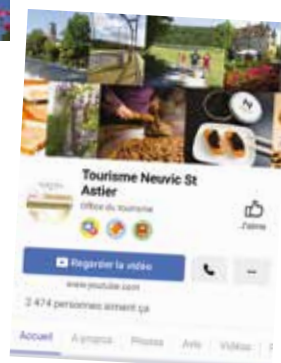 Tourisme Neuvic St
Astier
Office du tourisme
J'aime
Regarder la vidéo
www.youtube.com
2 474 personnes aiment ça
Accueil À propos Photos Avis Vidéos